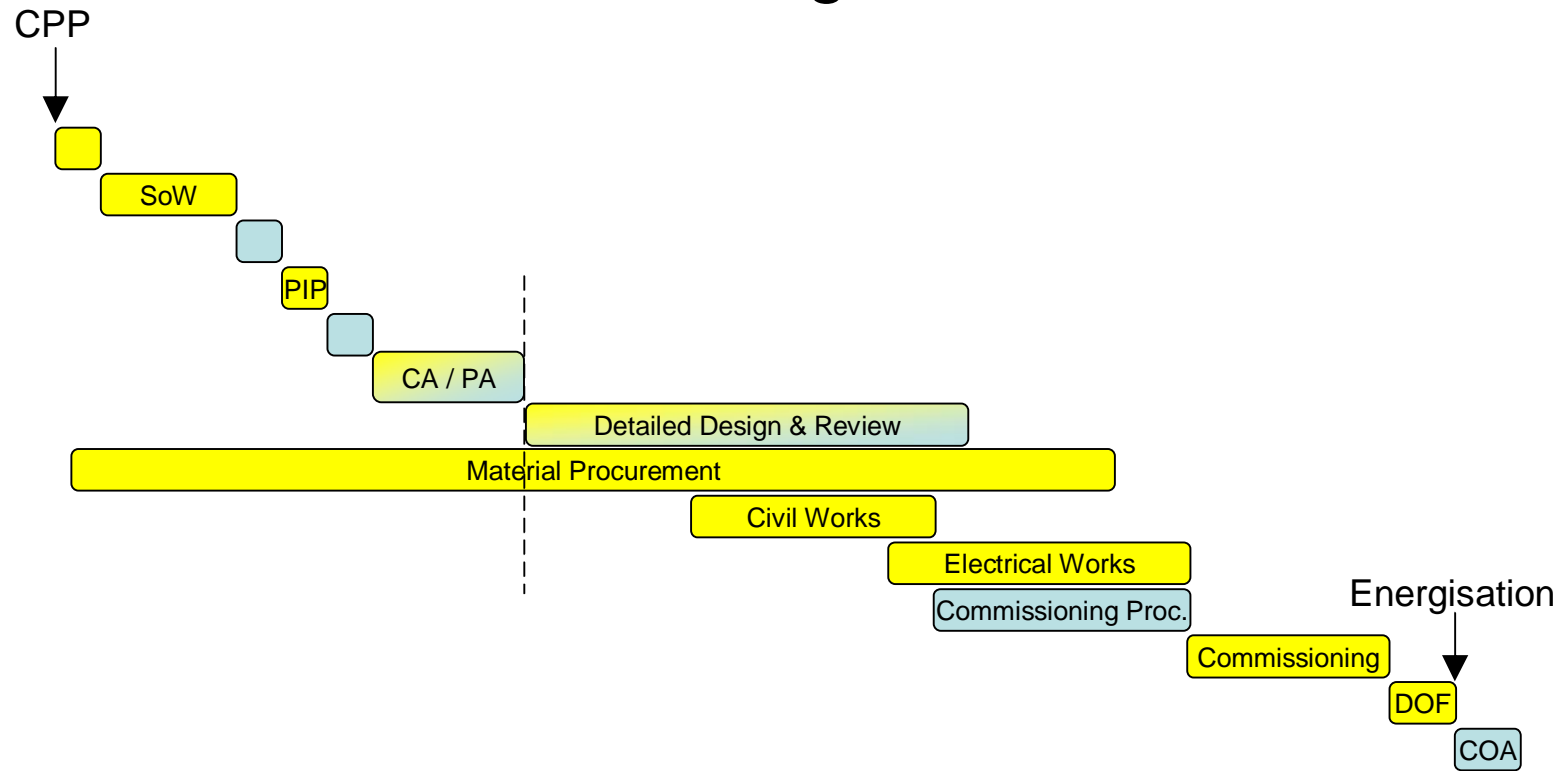 CPP
SoW
PIP
CA / PA
Detailed Design & Review
Material Procurement
Civil Works
Electrical Works
Energisation
Commissioning Proc.
Commissioning
DOF
COA